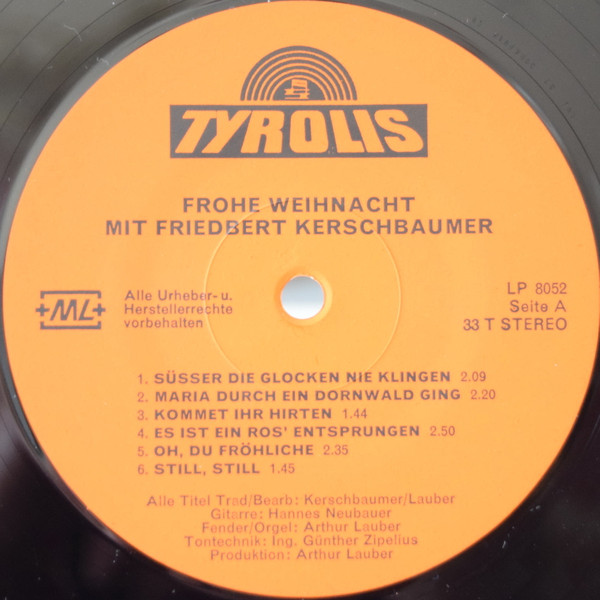 TYROLIS
FROHE WEIHNACHT
MIT FRIEDBERT KERSCHBAUMER
+ML+
Alle Urheber- u.
Herstellerrechte
vorbehalten
LP 8052
Seite A
33 T STEREO
1. SÜSSER DIE GLOCKEN NIE KLINGEN 2.09
2. MARIA DURCH EIN DORNWALD GING 2.20
3. KOMMET IHR HIRTEN 1.44
4. ES IST EIN ROS' ENTSPRUNGEN 2.50
5. OH, DU FRÖHLICHE 2.35
6. STILL, STILL 1.45
Alle Titel Trad/Bearb: Kerschbaumer/Lauber
Gitarre: Hannes Neubauer
Fender/Orgel: Arthur Lauber
Tontechnik: Ing. Günther Zipelius
Produktion: Arthur Lauber